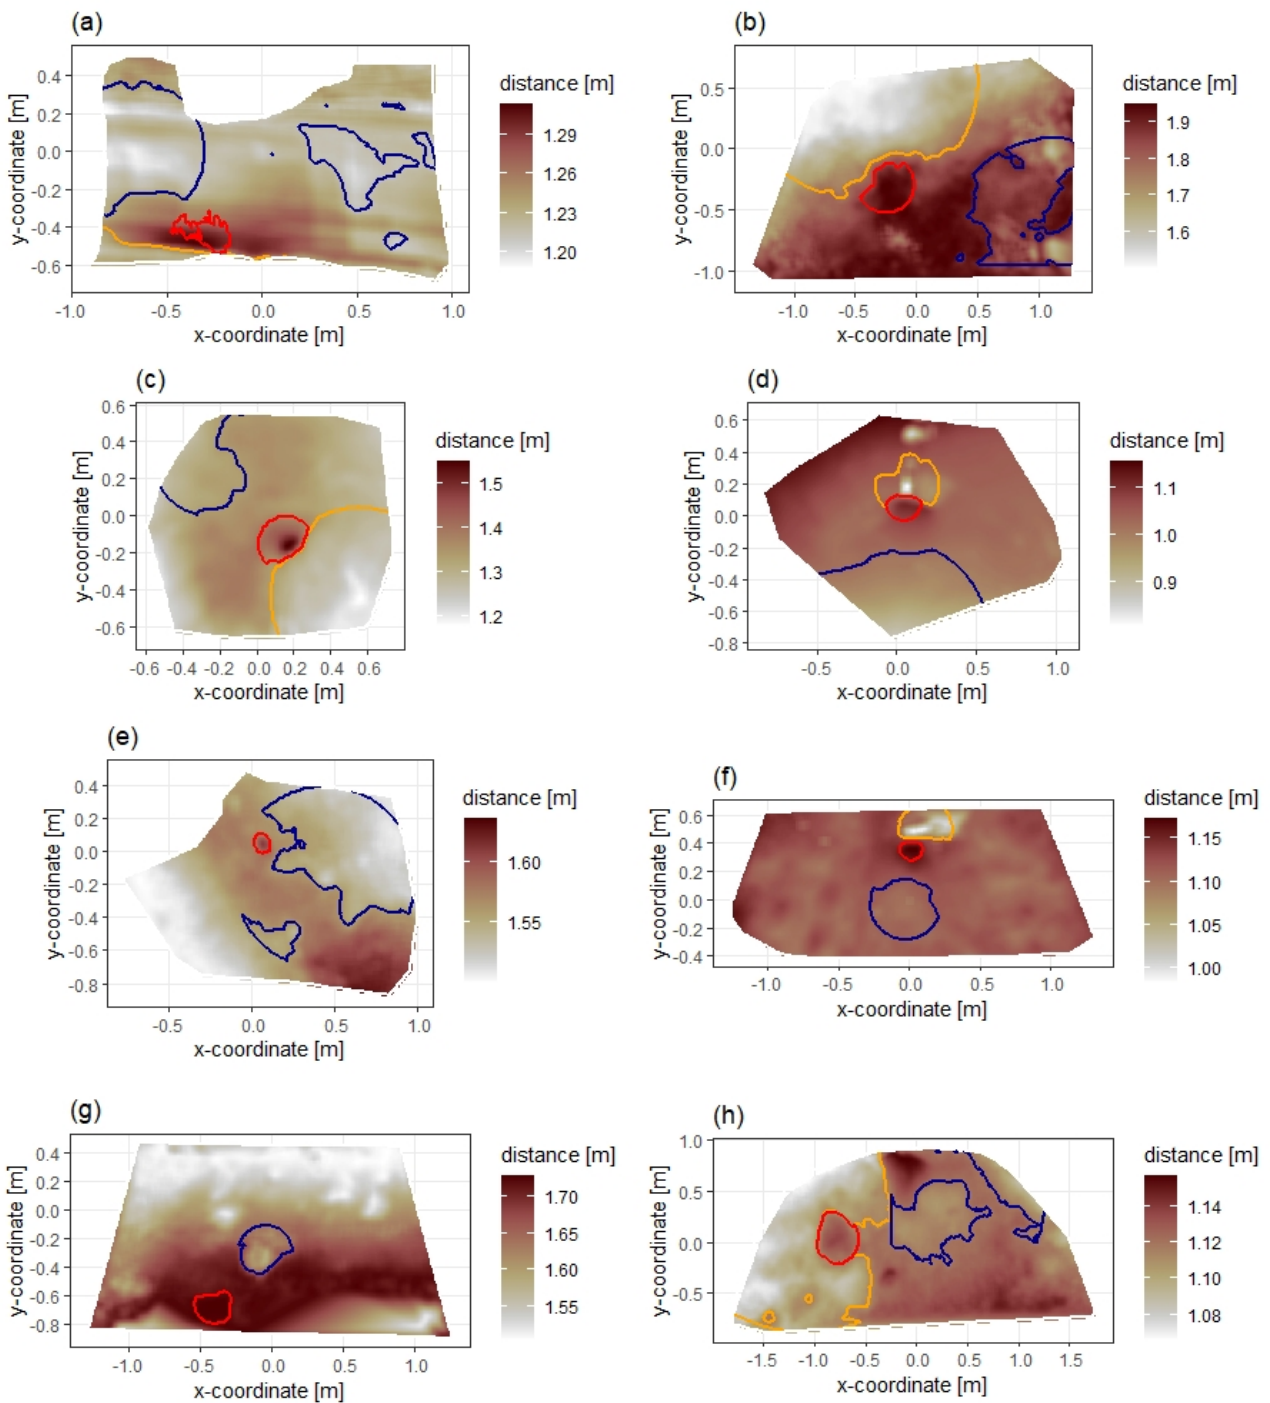 (a)
distance [m]
1.29
1.26
1.23
1.20
y-coordinate [m]
0.4
0.2
0.0
-0.2
-0.4
-0.6
-1.0 -0.5 0.0 0.5 1.0
x-coordinate [m]
(b)
distance [m]
1.9
1.8
1.7
1.6
y-coordinate [m]
0.5
0.0
-0.5
-1.0
-1.0 -0.5 0.0 0.5 1.0
x-coordinate [m]
(c)
distance [m]
1.5
1.4
1.3
1.2
y-coordinate [m]
0.6
0.4
0.2
0.0
-0.2
-0.4
-0.6
-0.6 -0.4 -0.2 0.0 0.2 0.4 0.6
x-coordinate [m]
(d)
distance [m]
1.1
1.0
0.9
y-coordinate [m]
0.6
0.4
0.2
0.0
-0.2
-0.4
-0.6
-0.8
-0.5 0.0 0.5 1.0
x-coordinate [m]
(e)
distance [m]
1.60
1.55
y-coordinate [m]
0.4
0.2
0.0
-0.2
-0.4
-0.6
-0.8
-0.5 0.0 0.5 1.0
x-coordinate [m]
(f)
distance [m]
1.15
1.10
1.05
1.00
y-coordinate [m]
0.6
0.4
0.2
0.0
-0.2
-0.4
-1.0 -0.5 0.0 0.5 1.0
x-coordinate [m]
(g)
distance [m]
1.70
1.65
1.60
1.55
y-coordinate [m]
0.4
0.2
0.0
-0.2
-0.4
-0.6
-0.8
-1.0 -0.5 0.0 0.5 1.0
x-coordinate [m]
(h)
distance [m]
1.14
1.12
1.10
1.08
y-coordinate [m]
1.0
0.5
0.0
-0.5
-1.5 -1.0 -0.5 0.0 0.5 1.0 1.5
x-coordinate [m]